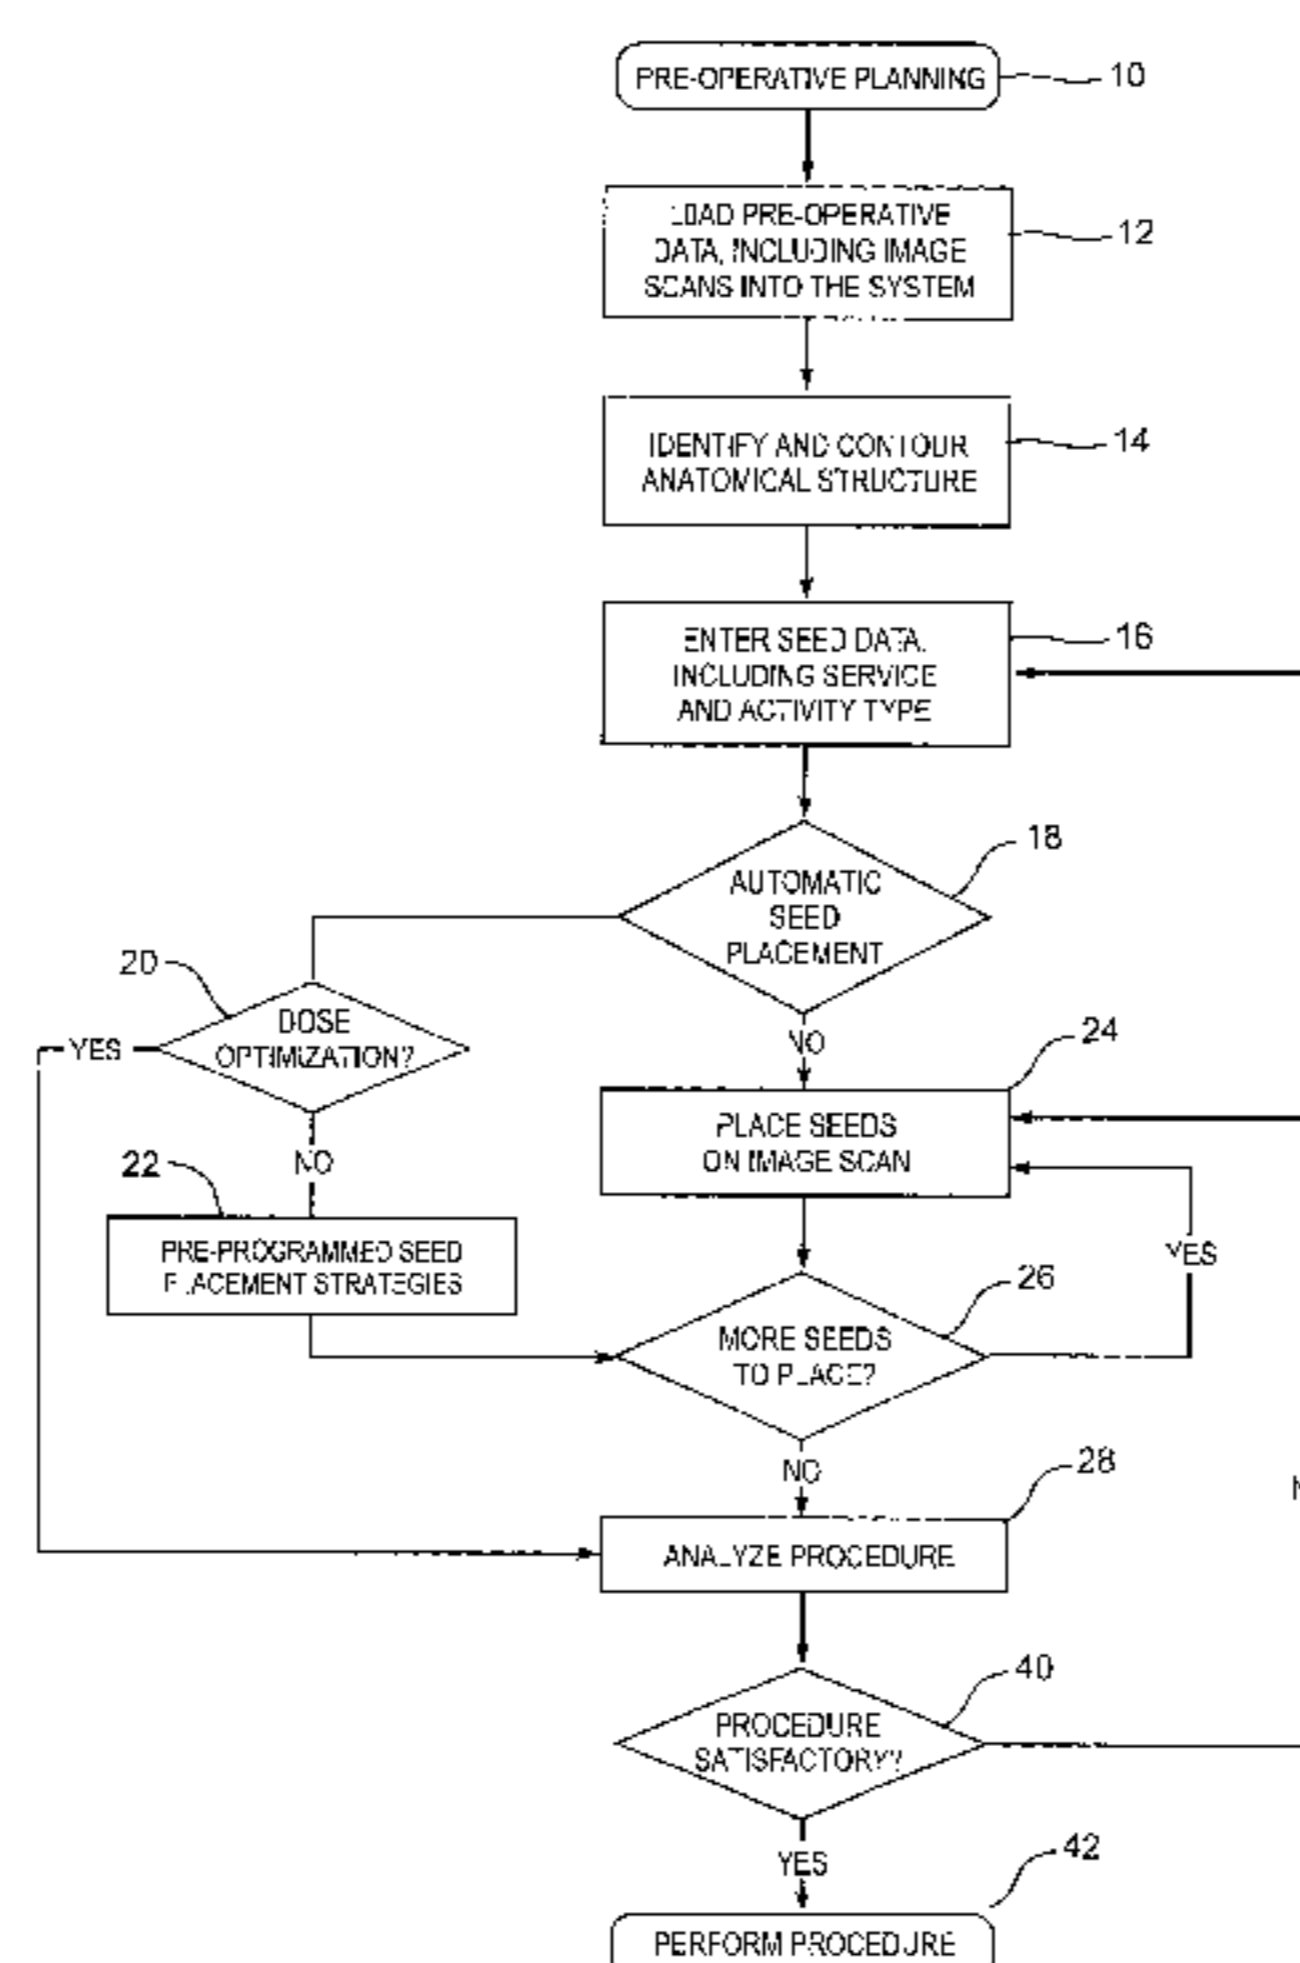 PRE-OPERATIVE PLANNING
10
LOAD PRE-OPERATIVE
DATA, INCLUDING IMAGE
SCANS INTO THE SYSTEM
12
IDENTIFY AND CONTOUR
ANATOMICAL STRUCTURE
14
ENTER SEED DATA,
INCLUDING SERVICE
AND ACTIVITY TYPE
16
AUTOMATIC
SEED
PLACEMENT
18
20
DOSE
OPTIMIZATION?
YES
NO
24
PLACE SEEDS
ON IMAGE SCAN
22
NO
PRE-PROGRAMMED SEED
PLACEMENT STRATEGIES
YES
MORE SEEDS
TO PLACE?
26
NO
28
ANALYZE PROCEDURE
PROCEDURE
SATISFACTORY?
40
YES
42
PERFORM PROCEDURE